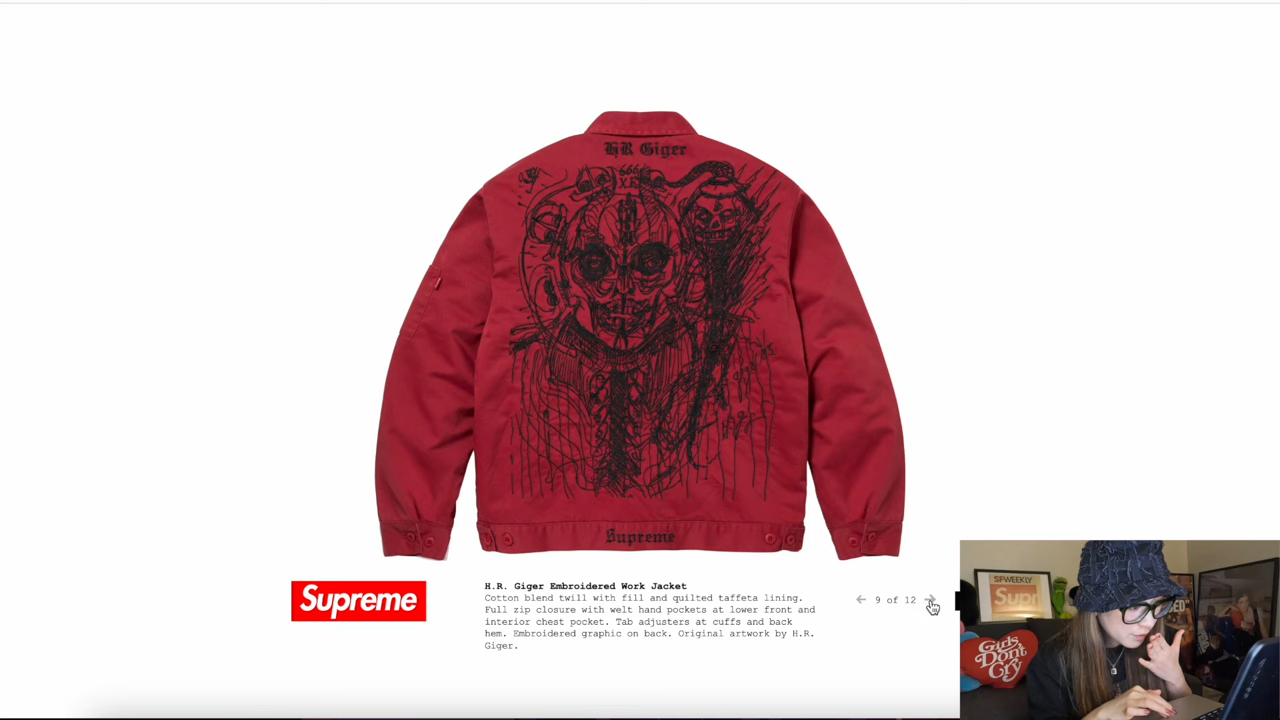 HR Giger
666
Supreme
Supreme
H.R. Giger Embroidered Work Jacket
Cotton blend twill with fill and quilted taffeta lining.
Full zip closure with welt hand pockets at lower front and
interior chest pocket. Tab adjusters at cuffs and back
hem. Embroidered graphic on back. Original artwork by H.R.
Giger.
9 of 12
SFWEEKLY
Supr
Girls
Don't
Cry